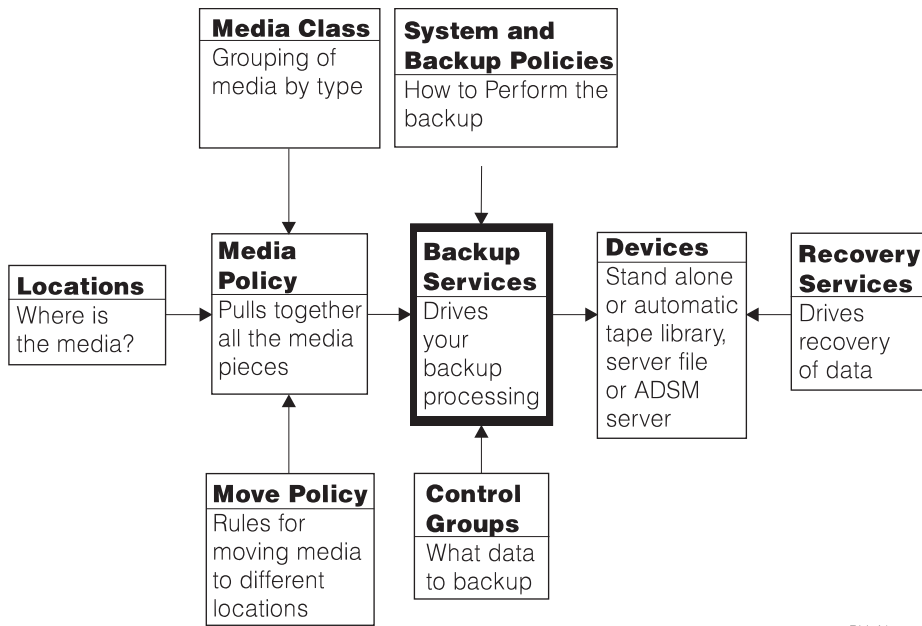 Media Class
Grouping of
media by type
System and
Backup Policies
How to Perform the
backup
Locations
Where is
the media?
Media
Policy
Pulls together
all the media
pieces
Backup
Services
Drives
your
backup
processing
Devices
Stand alone
or automatic
tape library,
server file
or ADSM
server
Recovery
Services
Drives
recovery
of data
Move Policy
Rules for
moving media
to different
locations
Control
Groups
What data
to backup